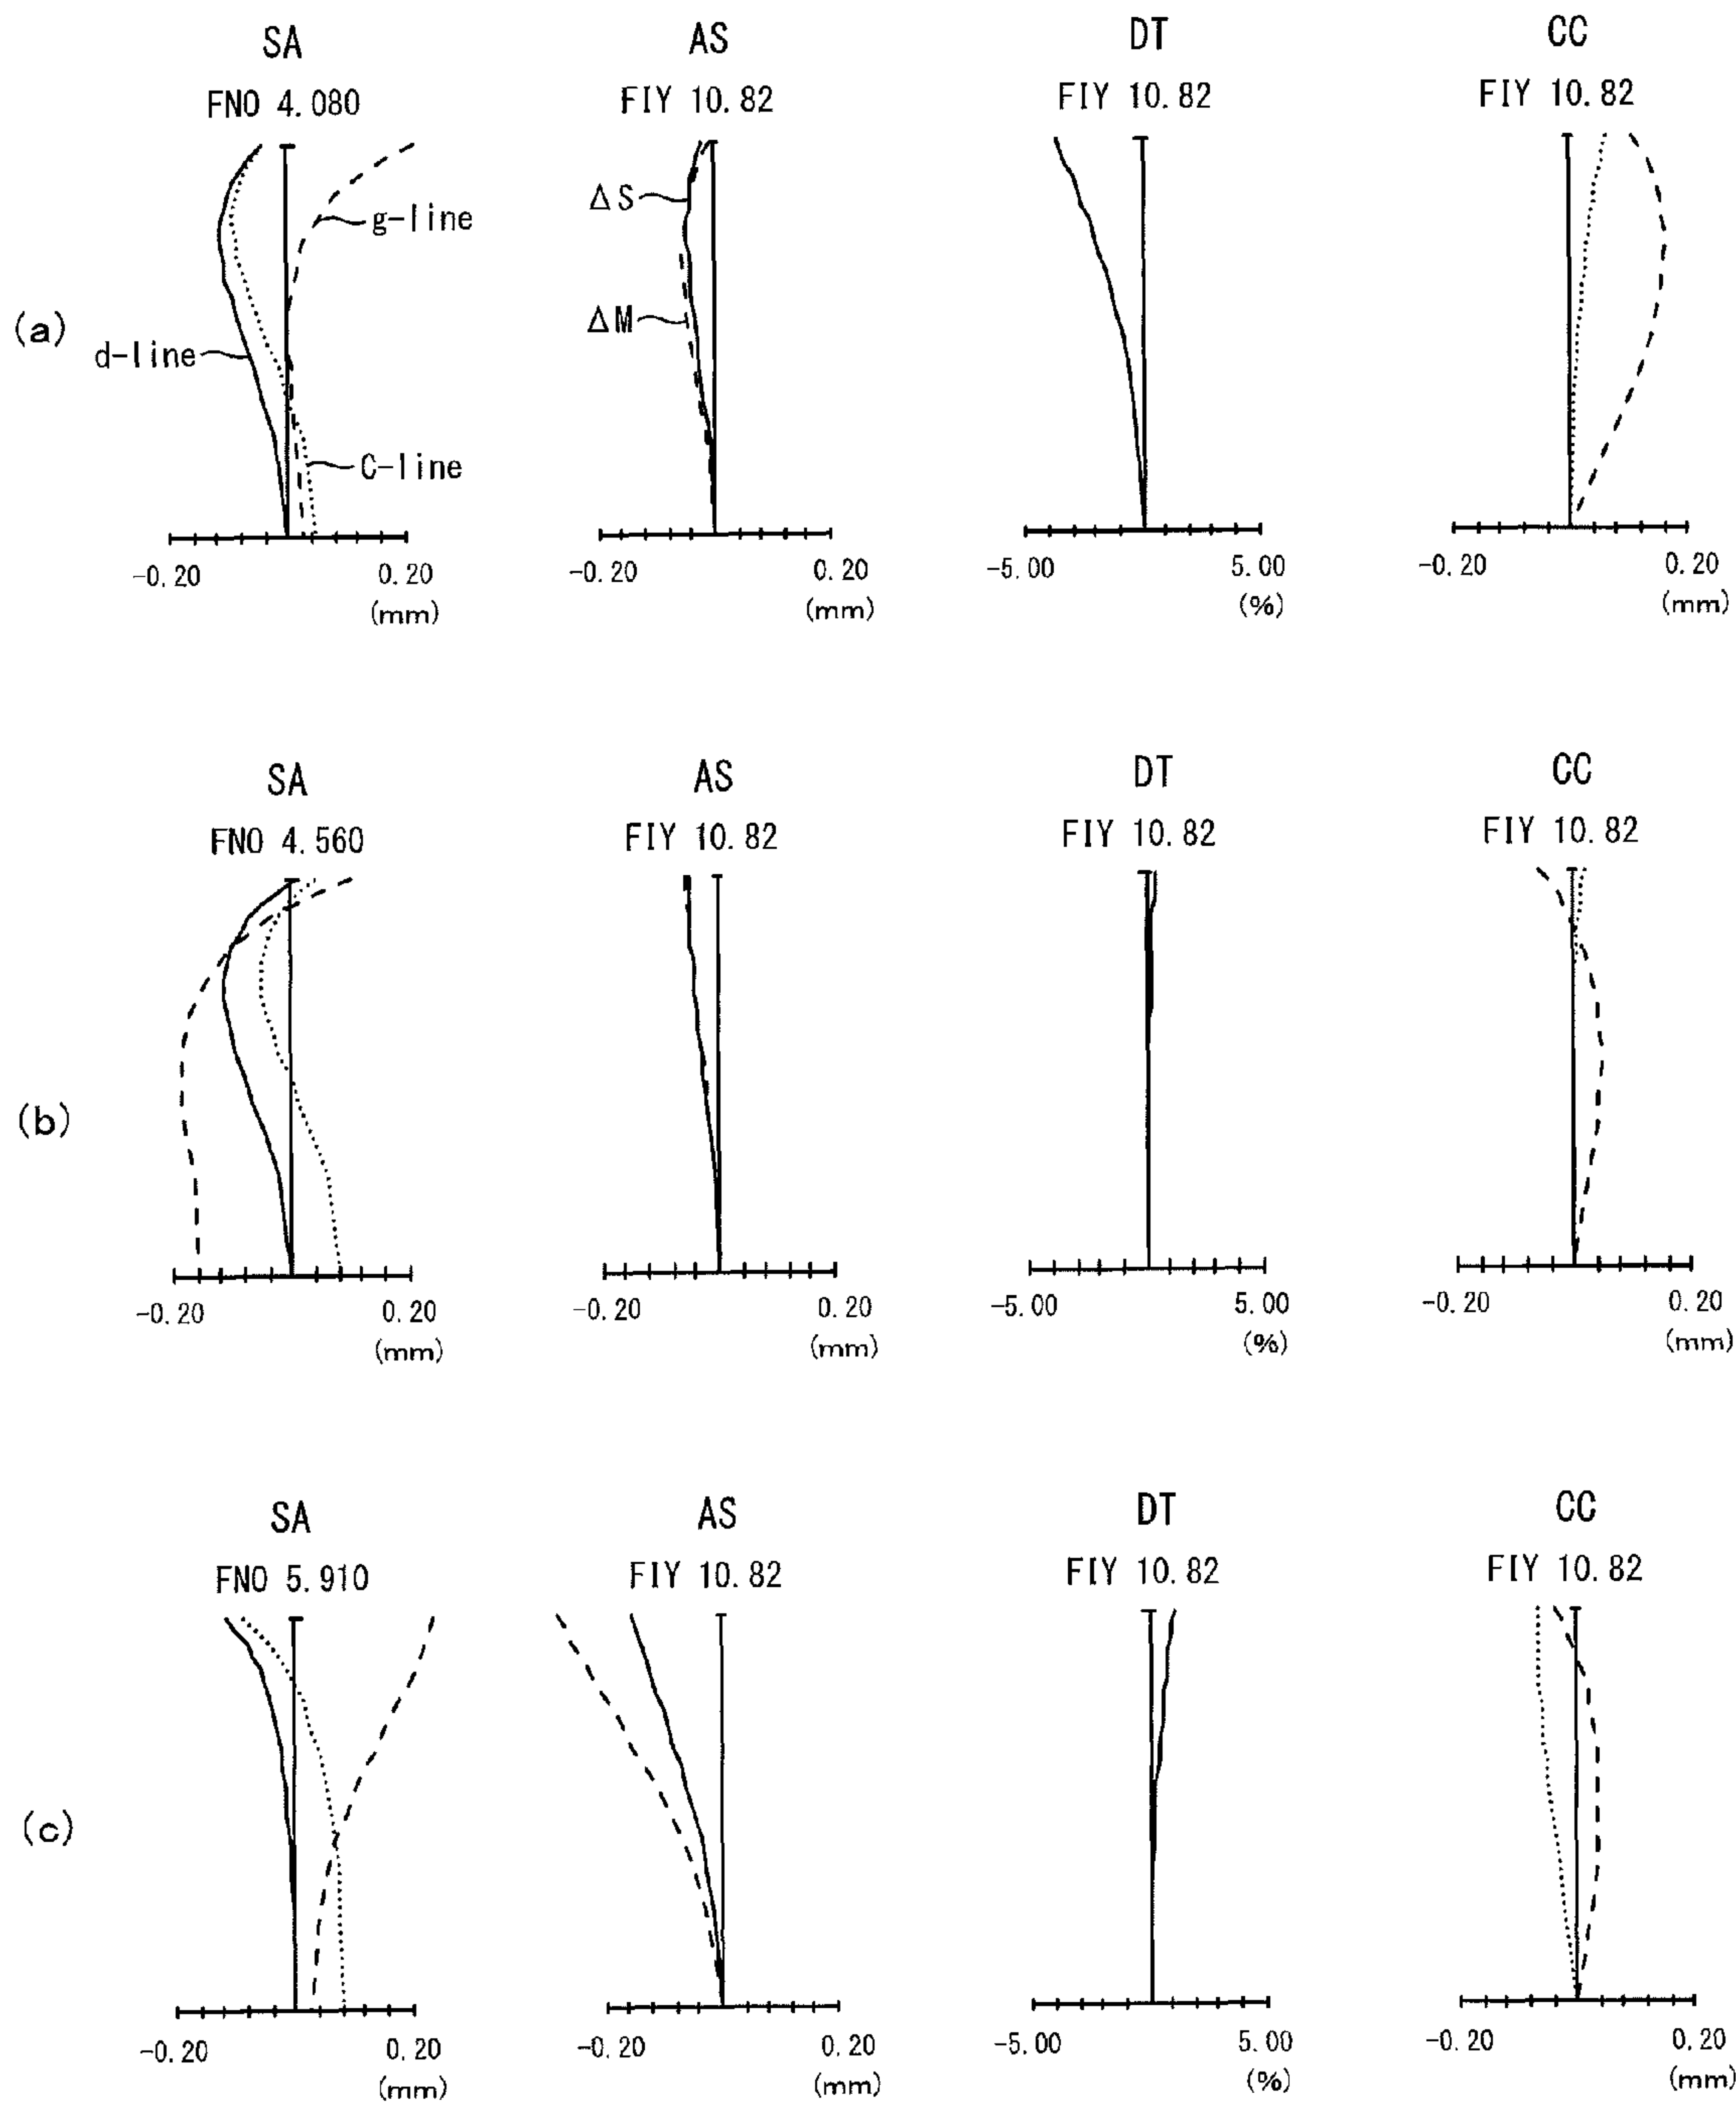 (a)
SA
FNO 4.080
g-line
d-line
C-line
-0.20
0.20
(mm)
AS
FIY 10.82
ΔS
ΔM
-0.20
0.20
(mm)
DT
FIY 10.82
-5.00
5.00
(%)
CC
FIY 10.82
-0.20
0.20
(mm)
(b)
SA
FNO 4.560
-0.20
0.20
(mm)
AS
FIY 10.82
-0.20
0.20
(mm)
DT
FIY 10.82
-5.00
5.00
(%)
CC
FIY 10.82
-0.20
0.20
(mm)
(c)
SA
FNO 5.910
-0.20
0.20
(mm)
AS
FIY 10.82
-0.20
0.20
(mm)
DT
FIY 10.82
-5.00
5.00
(%)
CC
FIY 10.82
-0.20
0.20
(mm)